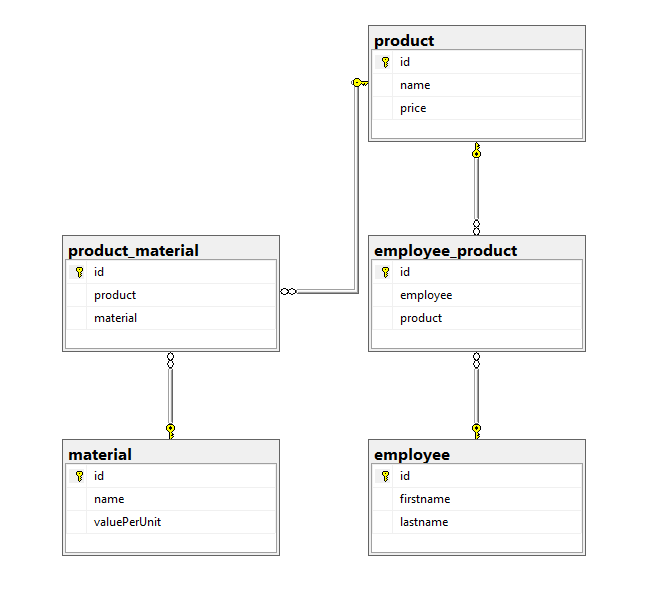 product
id
name
price
product_material
id
product
material
employee_product
id
employee
product
material
id
name
valuePerUnit
employee
id
firstname
lastname